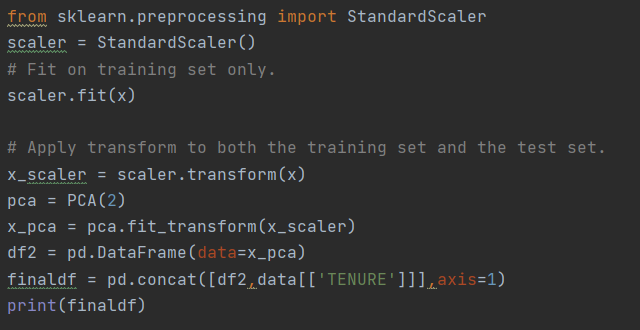 from sklearn.preprocessing import StandardScaler
scaler = StandardScaler()
# Fit on training set only.
scaler.fit(x)
# Apply transform to both the training set and the test set.
x_scaler = scaler.transform(x)
pca = PCA(2)
x_pca = pca.fit_transform(x_scaler)
df2 = pd.DataFrame(data=x_pca)
finaldf = pd.concat([df2,data[['TENURE']]],axis=1)
print(finaldf)